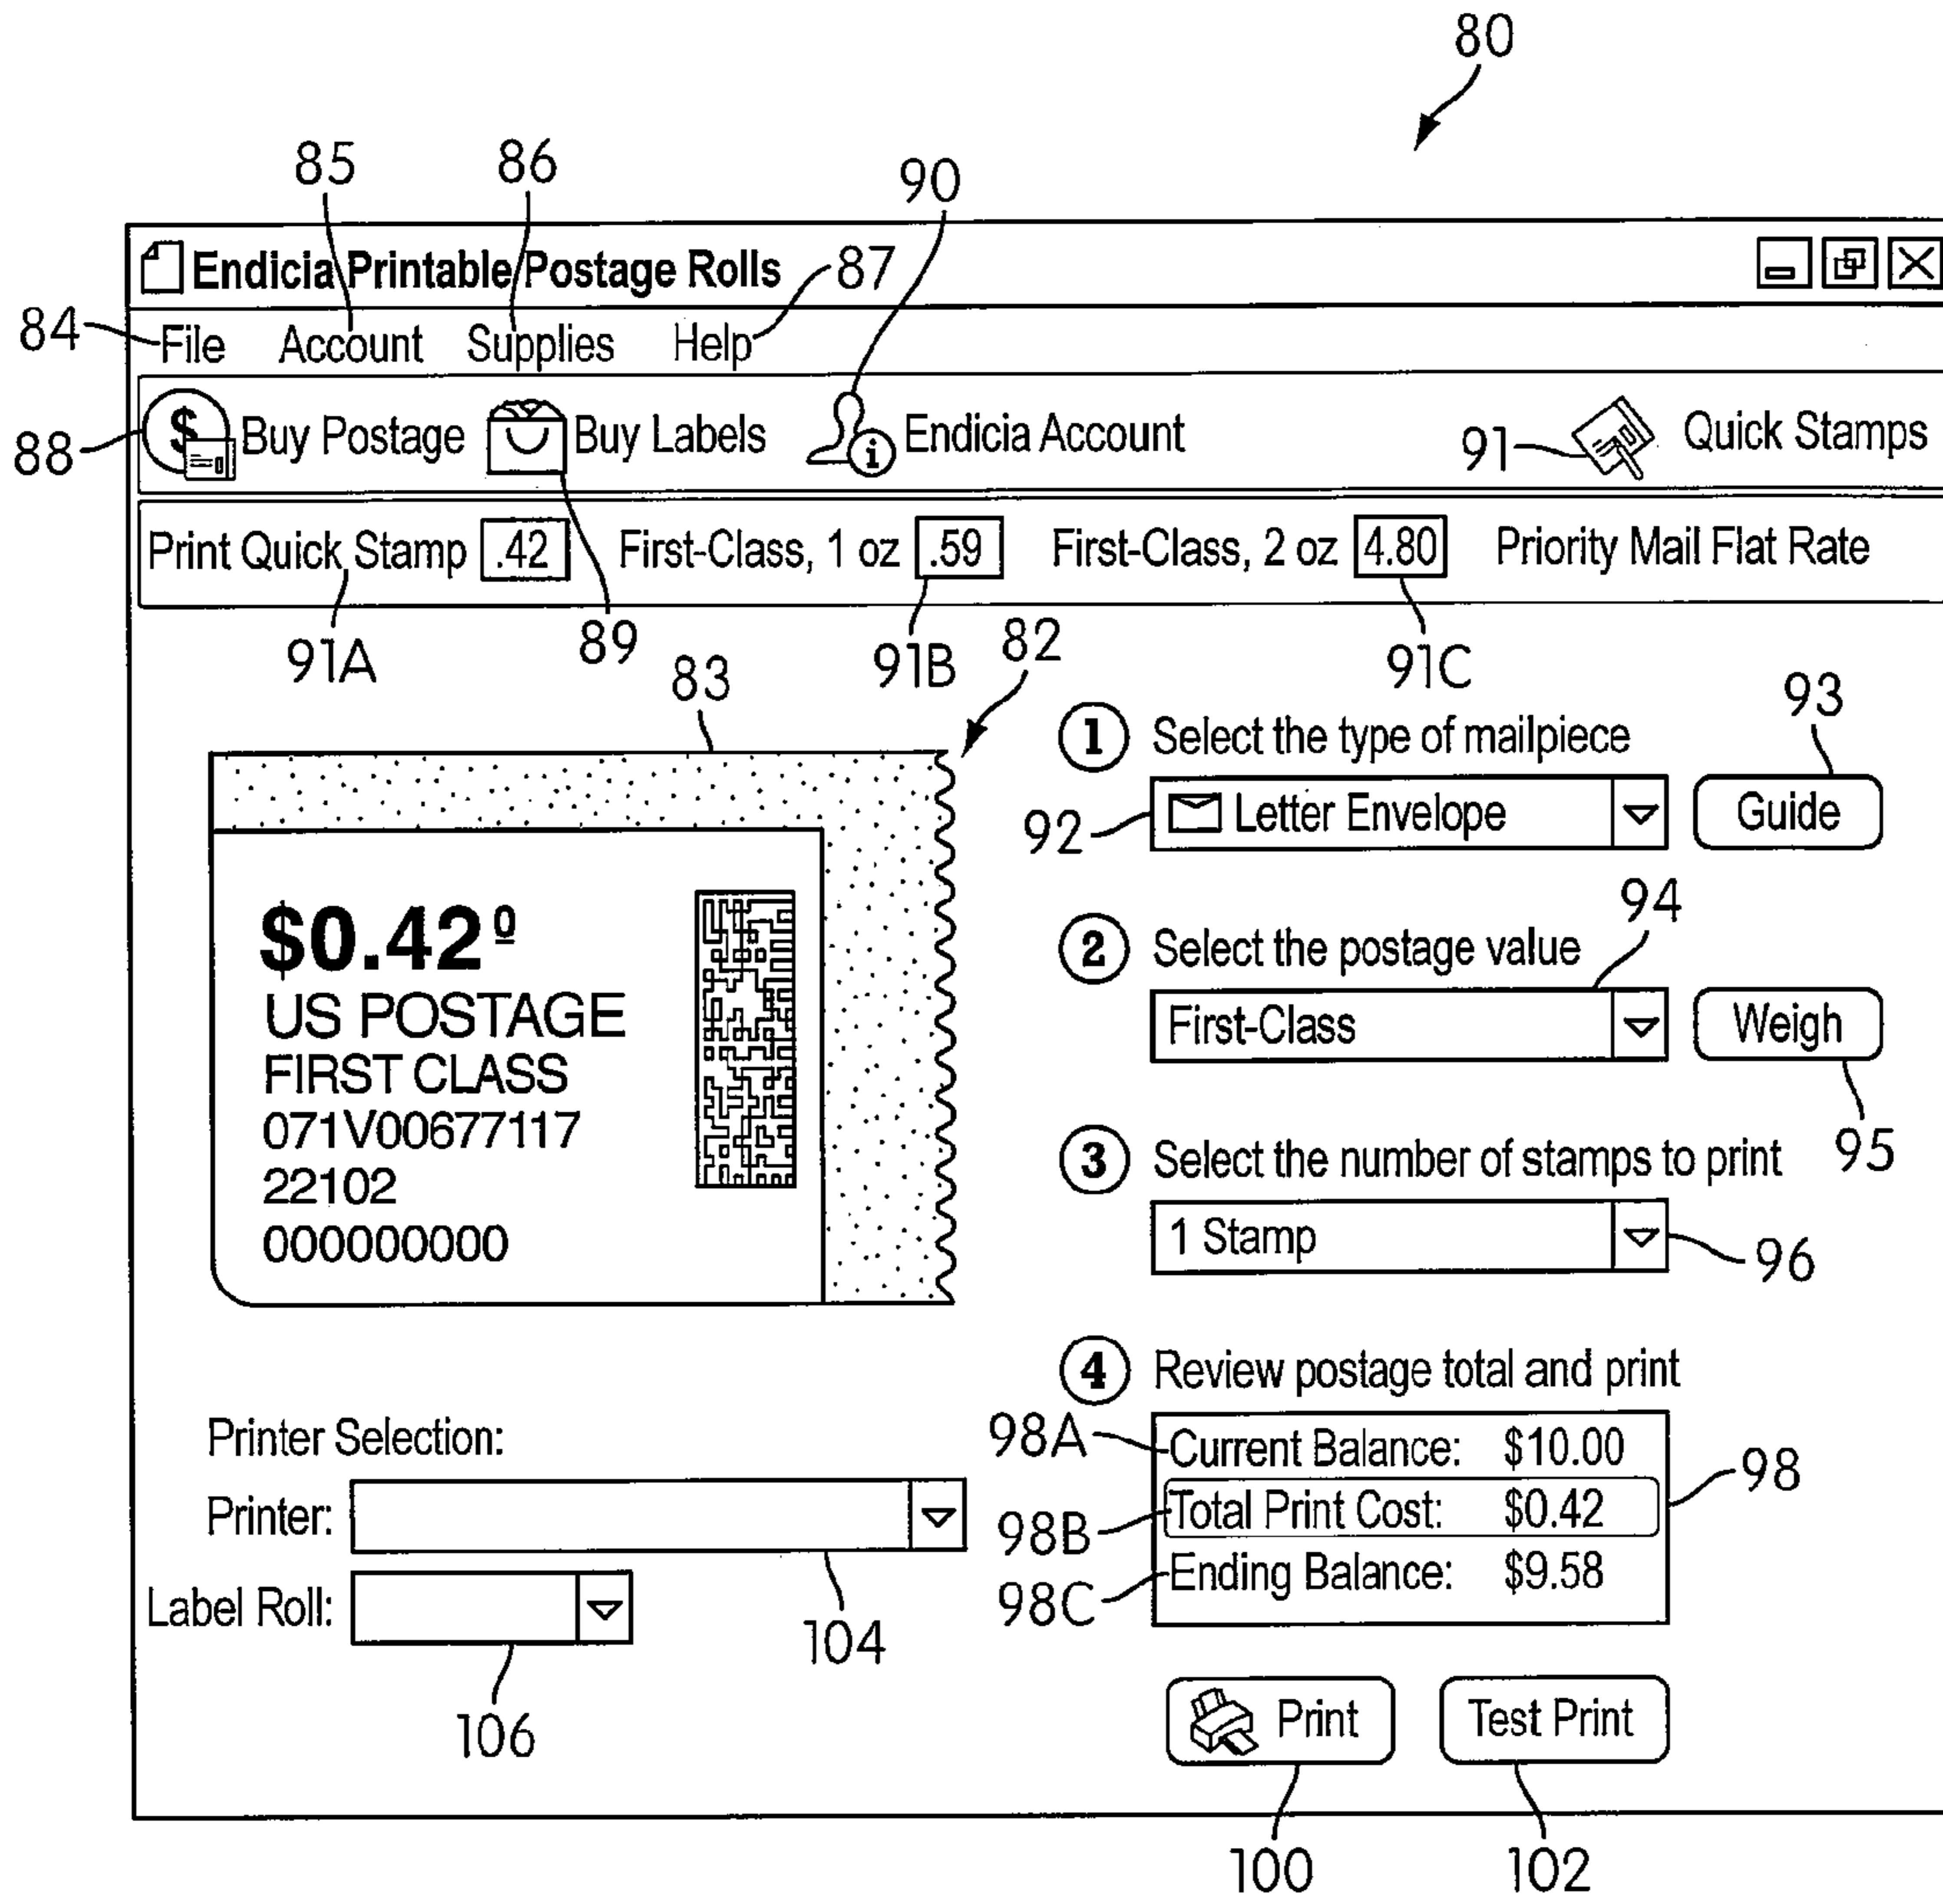 80
85 86 90
Endicia Printable Postage Rolls 87
84 File Account Supplies Help
88 $ Buy Postage Buy Labels i Endicia Account 91 Quick Stamps
Print Quick Stamp .42 First-Class, 1 oz .59 First-Class, 2 oz 4.80 Priority Mail Flat Rate
91A 89 91B 82 91C
83 93
1 Select the type of mailpiece
92 Letter Envelope Guide
94
2 Select the postage value
First-Class Weigh
95
3 Select the number of stamps to print
1 Stamp 96
$0.42º
US POSTAGE
FIRST CLASS
071V00677117
22102
000000000
4 Review postage total and print
98A Current Balance: $10.00 98
98B Total Print Cost: $0.42
98C Ending Balance: $9.58
Printer Selection:
Printer:
104
Label Roll:
106
Print Test Print
100 102